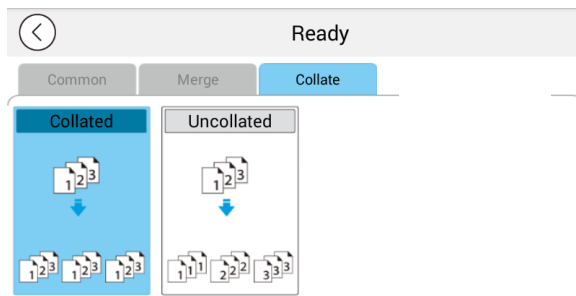 Ready
Common Merge Collate
Collated Uncollated
1 2 3 1 2 3
1 2 3 1 2 3 1 2 3 1 1 1 2 2 2 3 3 3